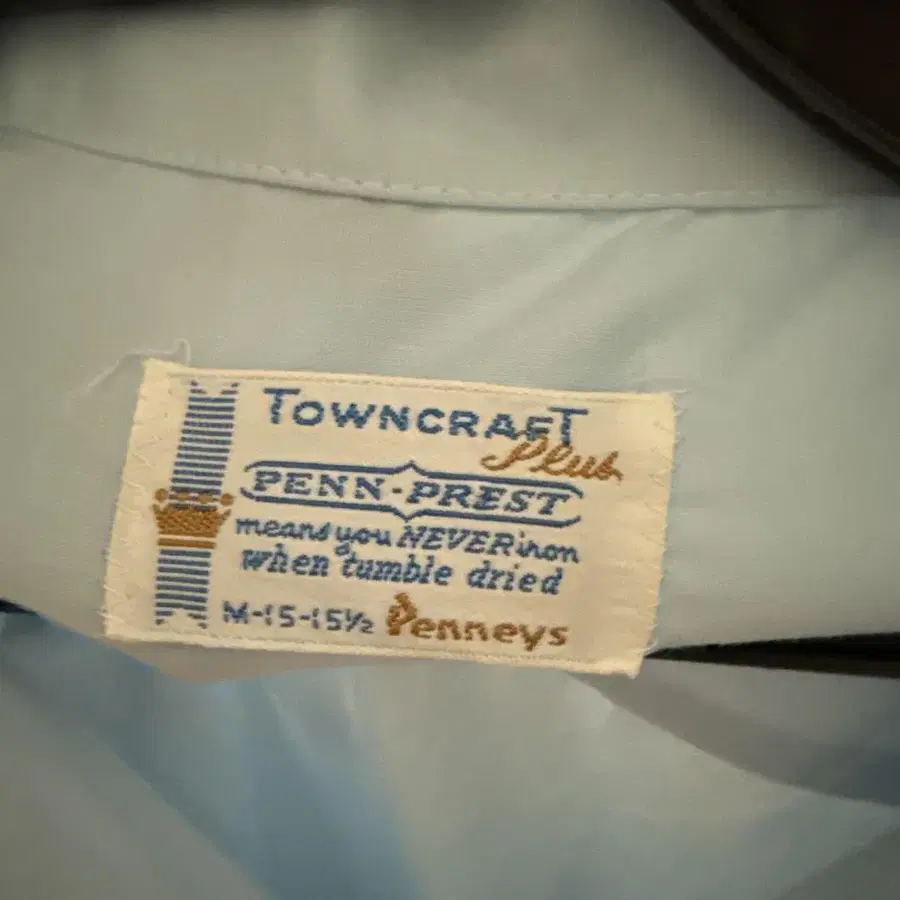 TOWNCRAFT
Plus
PENN-PREST
means you NEVER iron
when tumble dried
M-15-15½ Penneys